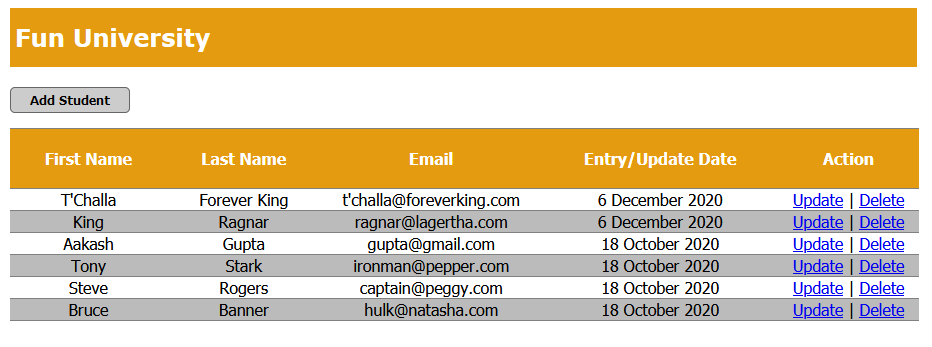 Fun University
Add Student
First Name Last Name Email Entry/Update Date Action
T'Challa Forever King t'challa@foreverking.com 6 December 2020 Update | Delete
King Ragnar ragnar@lagertha.com 6 December 2020 Update | Delete
Aakash Gupta gupta@gmail.com 18 October 2020 Update | Delete
Tony Stark ironman@pepper.com 18 October 2020 Update | Delete
Steve Rogers captain@peggy.com 18 October 2020 Update | Delete
Bruce Banner hulk@natasha.com 18 October 2020 Update | Delete